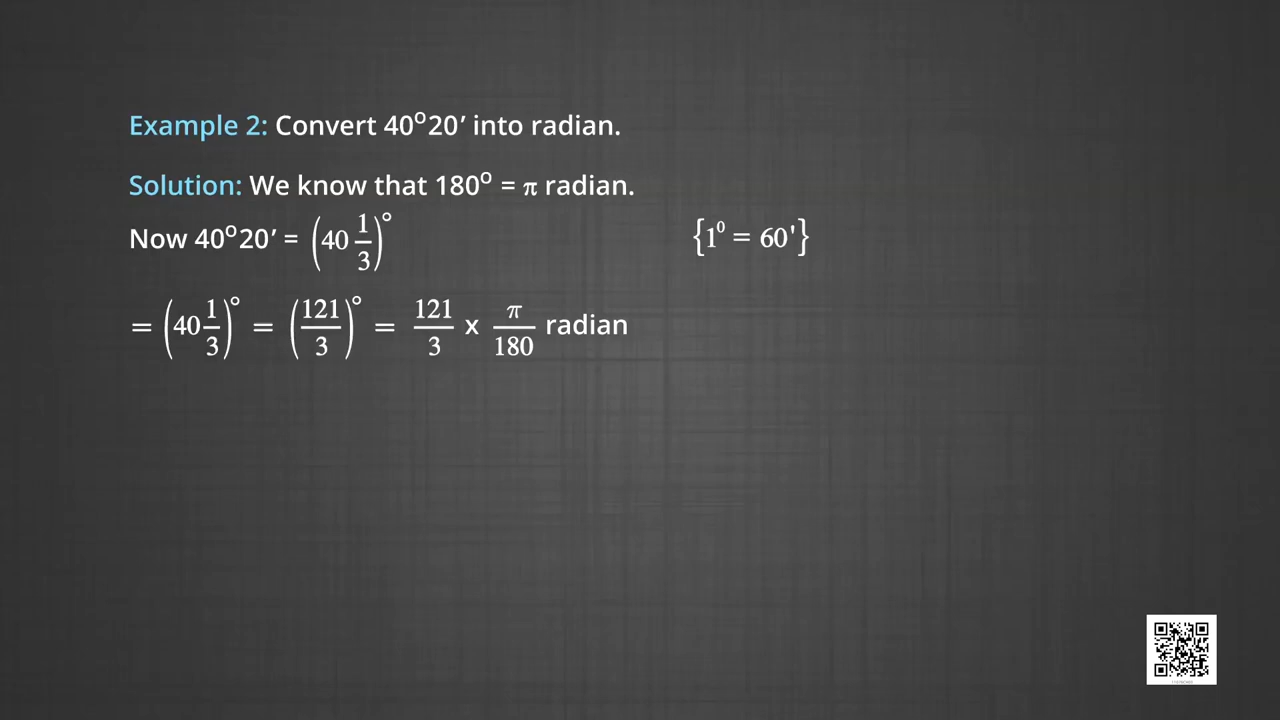 Example 2: Convert 40°20′ into radian.
Solution: We know that 180° = π radian.
Now 40°20′ = (40 1/3)° {1⁰ = 60'}
= (40 1/3)° = (121/3)° = 121/3 x π/180 radian